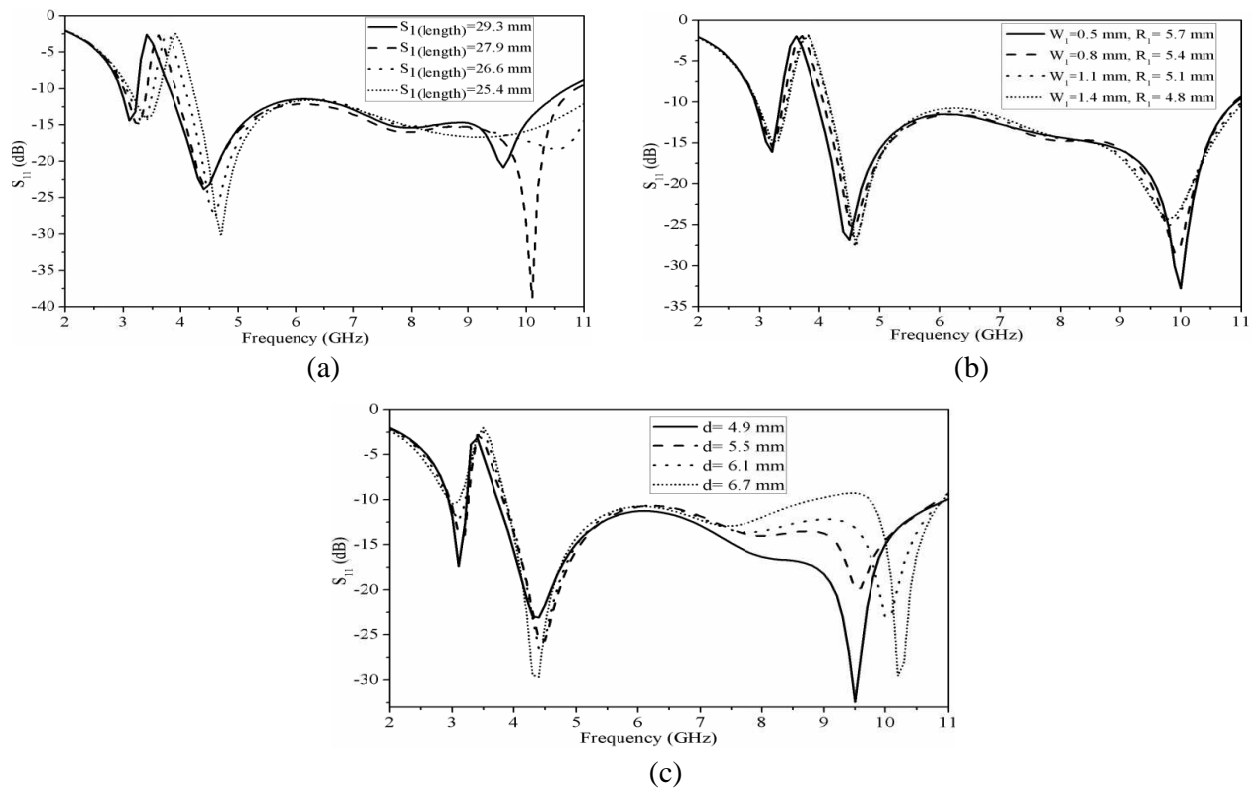 0
-5
-10
-15
-20
-25
-30
-35
-40
S11 (dB)
S1(length)=29.3 mm
S1(length)=27.9 mm
S1(length)=26.6 mm
S1(length)=25.4 mm
2 3 4 5 6 7 8 9 10 11
Frequency (GHz)
(a)
0
-5
-10
-15
-20
-25
-30
-35
S11 (dB)
W1=0.5 mm, R1= 5.7 mm
W1=0.8 mm, R1= 5.4 mm
W1=1.1 mm, R1= 5.1 mm
W1=1.4 mm, R1= 4.8 mm
2 3 4 5 6 7 8 9 10 11
Frequency (GHz)
(b)
0
-5
-10
-15
-20
-25
-30
S11 (dB)
d= 4.9 mm
d= 5.5 mm
d= 6.1 mm
d= 6.7 mm
2 3 4 5 6 7 8 9 10 11
Frequency (GHz)
(c)